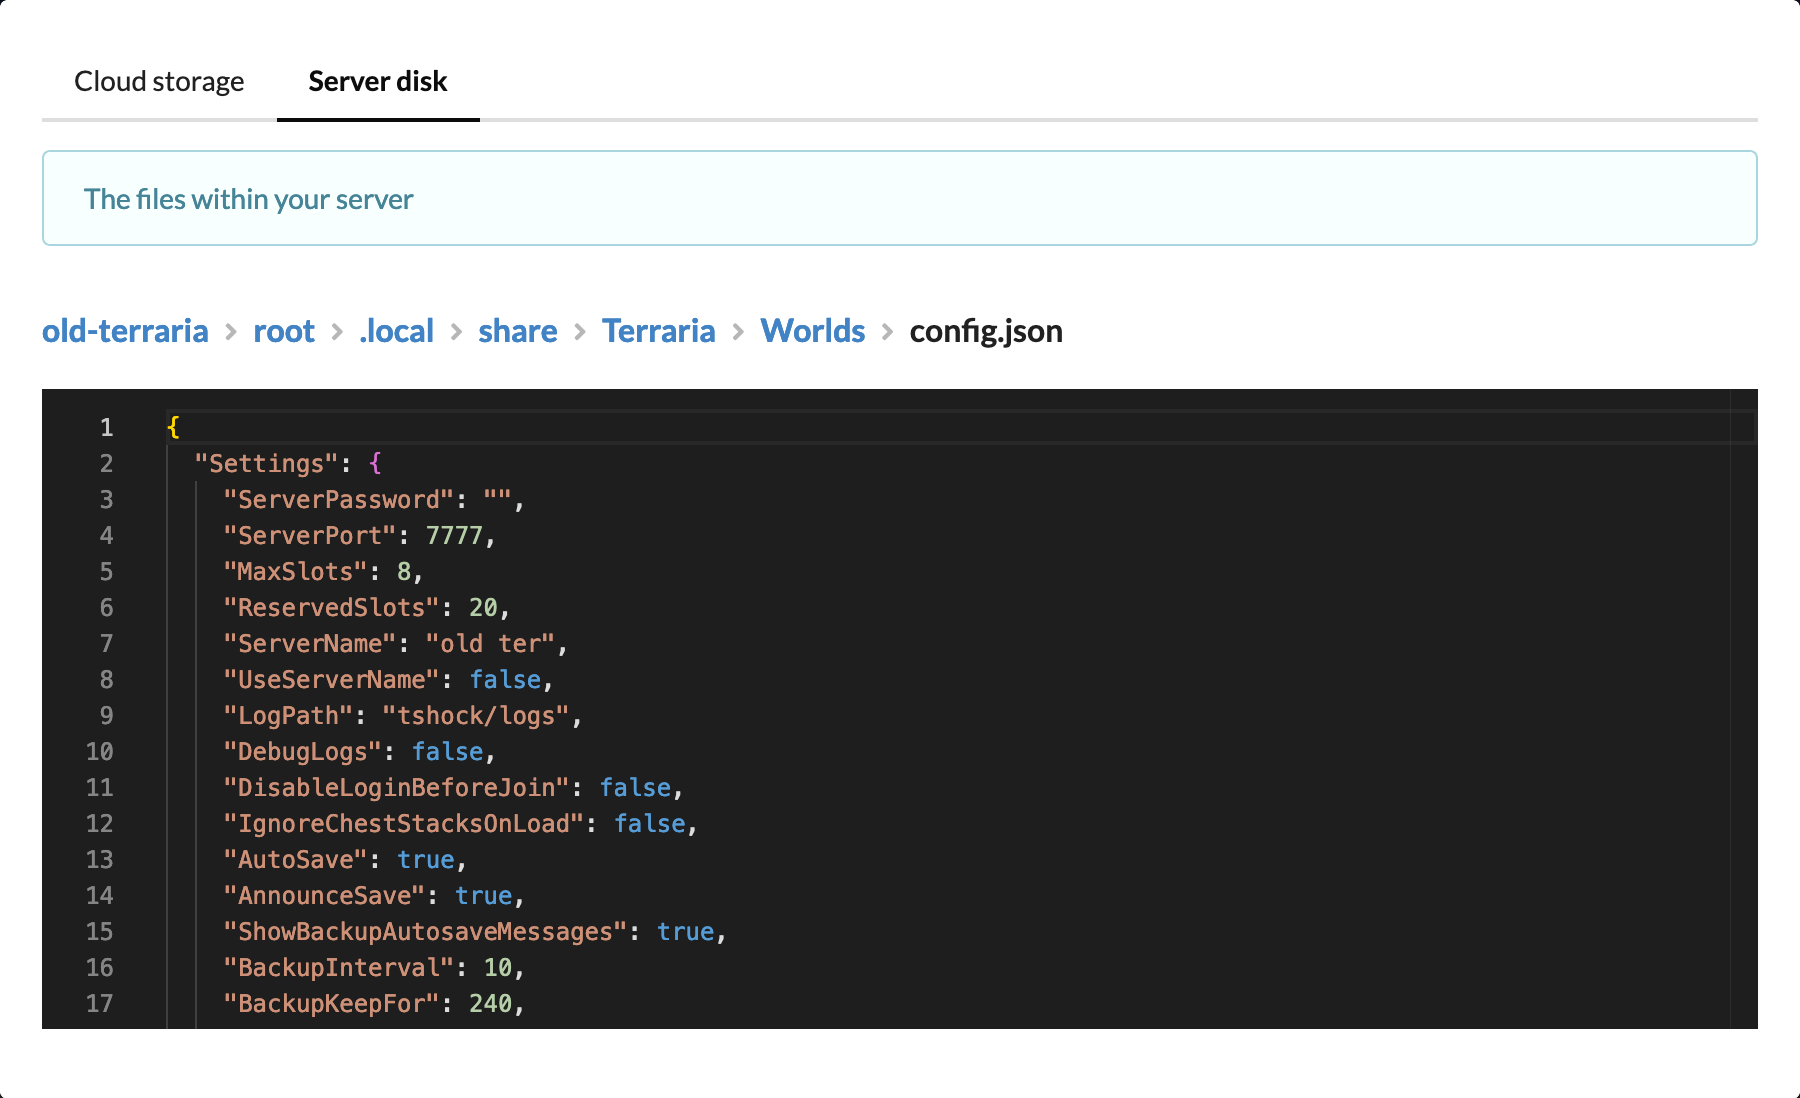 Cloud storage Server disk
The files within your server
old-terraria > root > .local > share > Terraria > Worlds > config.json
1 {
2 "Settings": {
3 "ServerPassword": "",
4 "ServerPort": 7777,
5 "MaxSlots": 8,
6 "ReservedSlots": 20,
7 "ServerName": "old ter",
8 "UseServerName": false,
9 "LogPath": "tshock/logs",
10 "DebugLogs": false,
11 "DisableLoginBeforeJoin": false,
12 "IgnoreChestStacksOnLoad": false,
13 "AutoSave": true,
14 "AnnounceSave": true,
15 "ShowBackupAutosaveMessages": true,
16 "BackupInterval": 10,
17 "BackupKeepFor": 240,